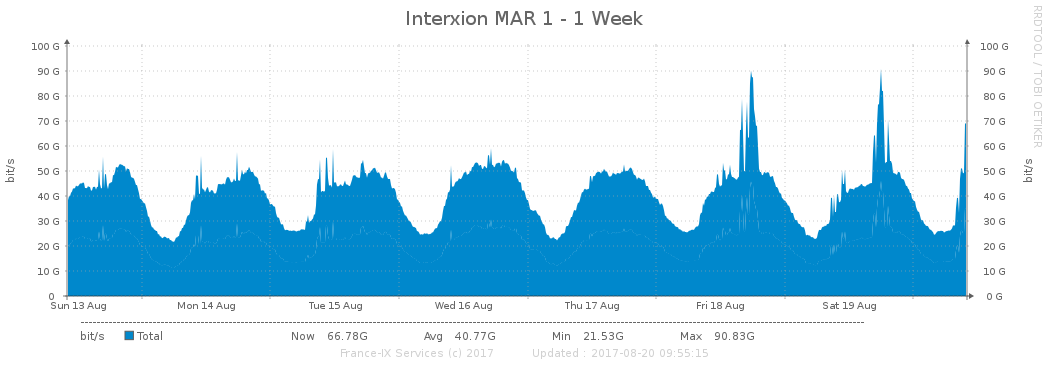 Interxion MAR 1 - 1 Week
RRDTOOL / TOBI OETIKER
100 G 100 G
90 G 90 G
80 G 80 G
70 G 70 G
60 G 60 G
50 G 50 G
40 G 40 G
30 G 30 G
20 G 20 G
10 G 10 G
0 0 G
bit/s bit/s
Sun 13 Aug Mon 14 Aug Tue 15 Aug Wed 16 Aug Thu 17 Aug Fri 18 Aug Sat 19 Aug
bit/s Total Now 66.78G Avg 40.77G Min 21.53G Max 90.83G
France-IX Services (c) 2017 Updated : 2017-08-20 09:55:15